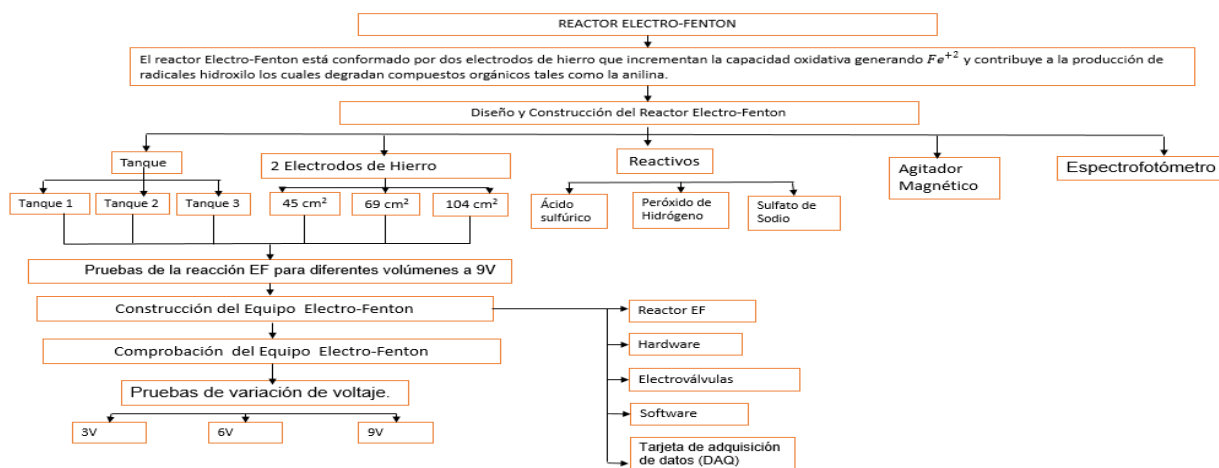 REACTOR ELECTRO-FENTON
El reactor Electro-Fenton está conformado por dos electrodos de hierro que incrementan la capacidad oxidativa generando Fe⁺² y contribuye a la producción de
radicales hidroxilo los cuales degradan compuestos orgánicos tales como la anilina.
Diseño y Construcción del Reactor Electro-Fenton
Tanque
2 Electrodos de Hierro
Reactivos
Agitador
Magnético
Espectrofotómetro
Tanque 1
Tanque 2
Tanque 3
45 cm²
69 cm²
104 cm²
Ácido
sulfúrico
Peróxido de
Hidrógeno
Sulfato de
Sodio
Pruebas de la reacción EF para diferentes volúmenes a 9V
Construcción del Equipo Electro-Fenton
Comprobación del Equipo Electro-Fenton
Pruebas de variación de voltaje.
3V
6V
9V
Reactor EF
Hardware
Electroválvulas
Software
Tarjeta de adquisición
de datos (DAQ)